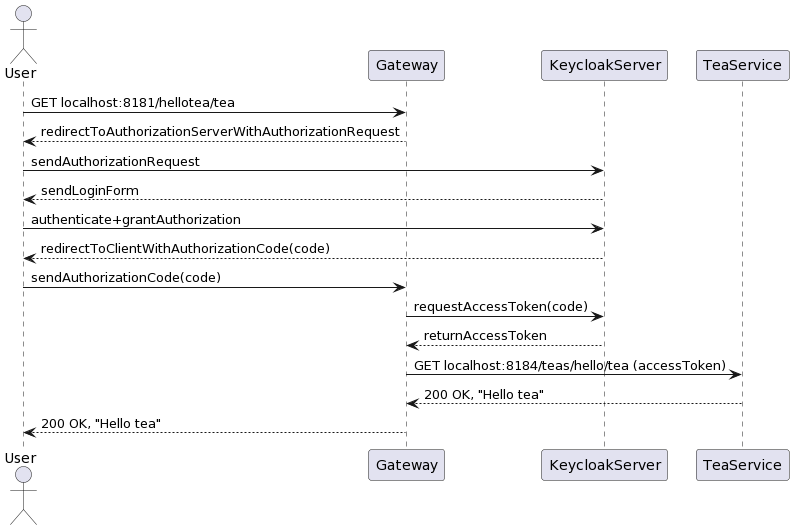 User
Gateway
KeycloakServer
TeaService
GET localhost:8181/hellotea/tea
redirectToAuthorizationServerWithAuthorizationRequest
sendAuthorizationRequest
sendLoginForm
authenticate+grantAuthorization
redirectToClientWithAuthorizationCode(code)
sendAuthorizationCode(code)
requestAccessToken(code)
returnAccessToken
GET localhost:8184/teas/hello/tea (accessToken)
200 OK, "Hello tea"
200 OK, "Hello tea"
User
Gateway
KeycloakServer
TeaService